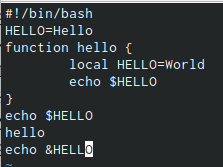 #!/bin/bash
HELLO=Hello
function hello {
        local HELLO=World
        echo $HELLO
}
echo $HELLO
hello
echo &HELLO
~